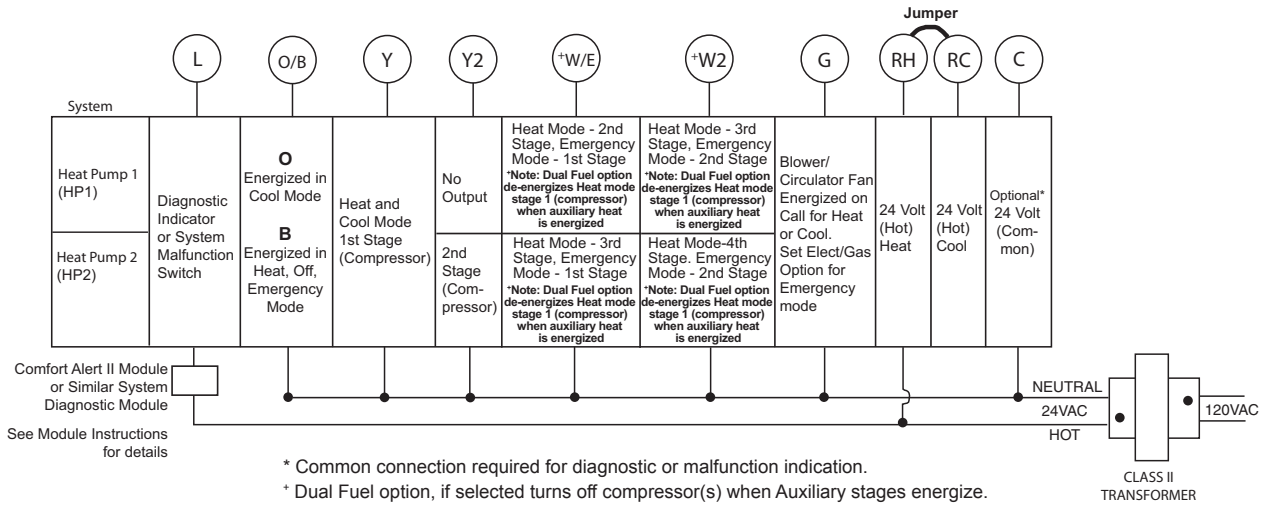 Jumper
L
O/B
Y
Y2
+W/E
+W2
G
RH
RC
C
System
Heat Pump 1
(HP1)
Heat Pump 2
(HP2)
Diagnostic
Indicator
or System
Malfunction
Switch
O
Energized in
Cool Mode
B
Energized in
Heat, Off,
Emergency
Mode
Heat and
Cool Mode
1st Stage
(Compressor)
No
Output
2nd
Stage
(Com-
pressor)
Heat Mode - 2nd
Stage, Emergency
Mode - 1st Stage
+Note: Dual Fuel option
de-energizes Heat mode
stage 1 (compressor)
when auxiliary heat
is energized
Heat Mode - 3rd
Stage, Emergency
Mode - 1st Stage
+Note: Dual Fuel option
de-energizes Heat mode
stage 1 (compressor)
when auxiliary heat
is energized
Heat Mode - 3rd
Stage, Emergency
Mode - 2nd Stage
+Note: Dual Fuel option
de-energizes Heat mode
stage 1 (compressor)
when auxiliary heat
is energized
Heat Mode-4th
Stage. Emergency
Mode - 2nd Stage
+Note: Dual Fuel option
de-energizes Heat mode
stage 1 (compressor)
when auxiliary heat
is energized
Blower/
Circulator Fan
Energized on
Call for Heat
or Cool.
Set Elect/Gas
Option for
Emergency
mode
24 Volt
(Hot)
Heat
24 Volt
(Hot)
Cool
Optional*
24 Volt
(Com-
mon)
Comfort Alert II Module
or Similar System
Diagnostic Module
See Module Instructions
for details
NEUTRAL
24VAC
HOT
120VAC
CLASS II
TRANSFORMER
* Common connection required for diagnostic or malfunction indication.
+ Dual Fuel option, if selected turns off compressor(s) when Auxiliary stages energize.